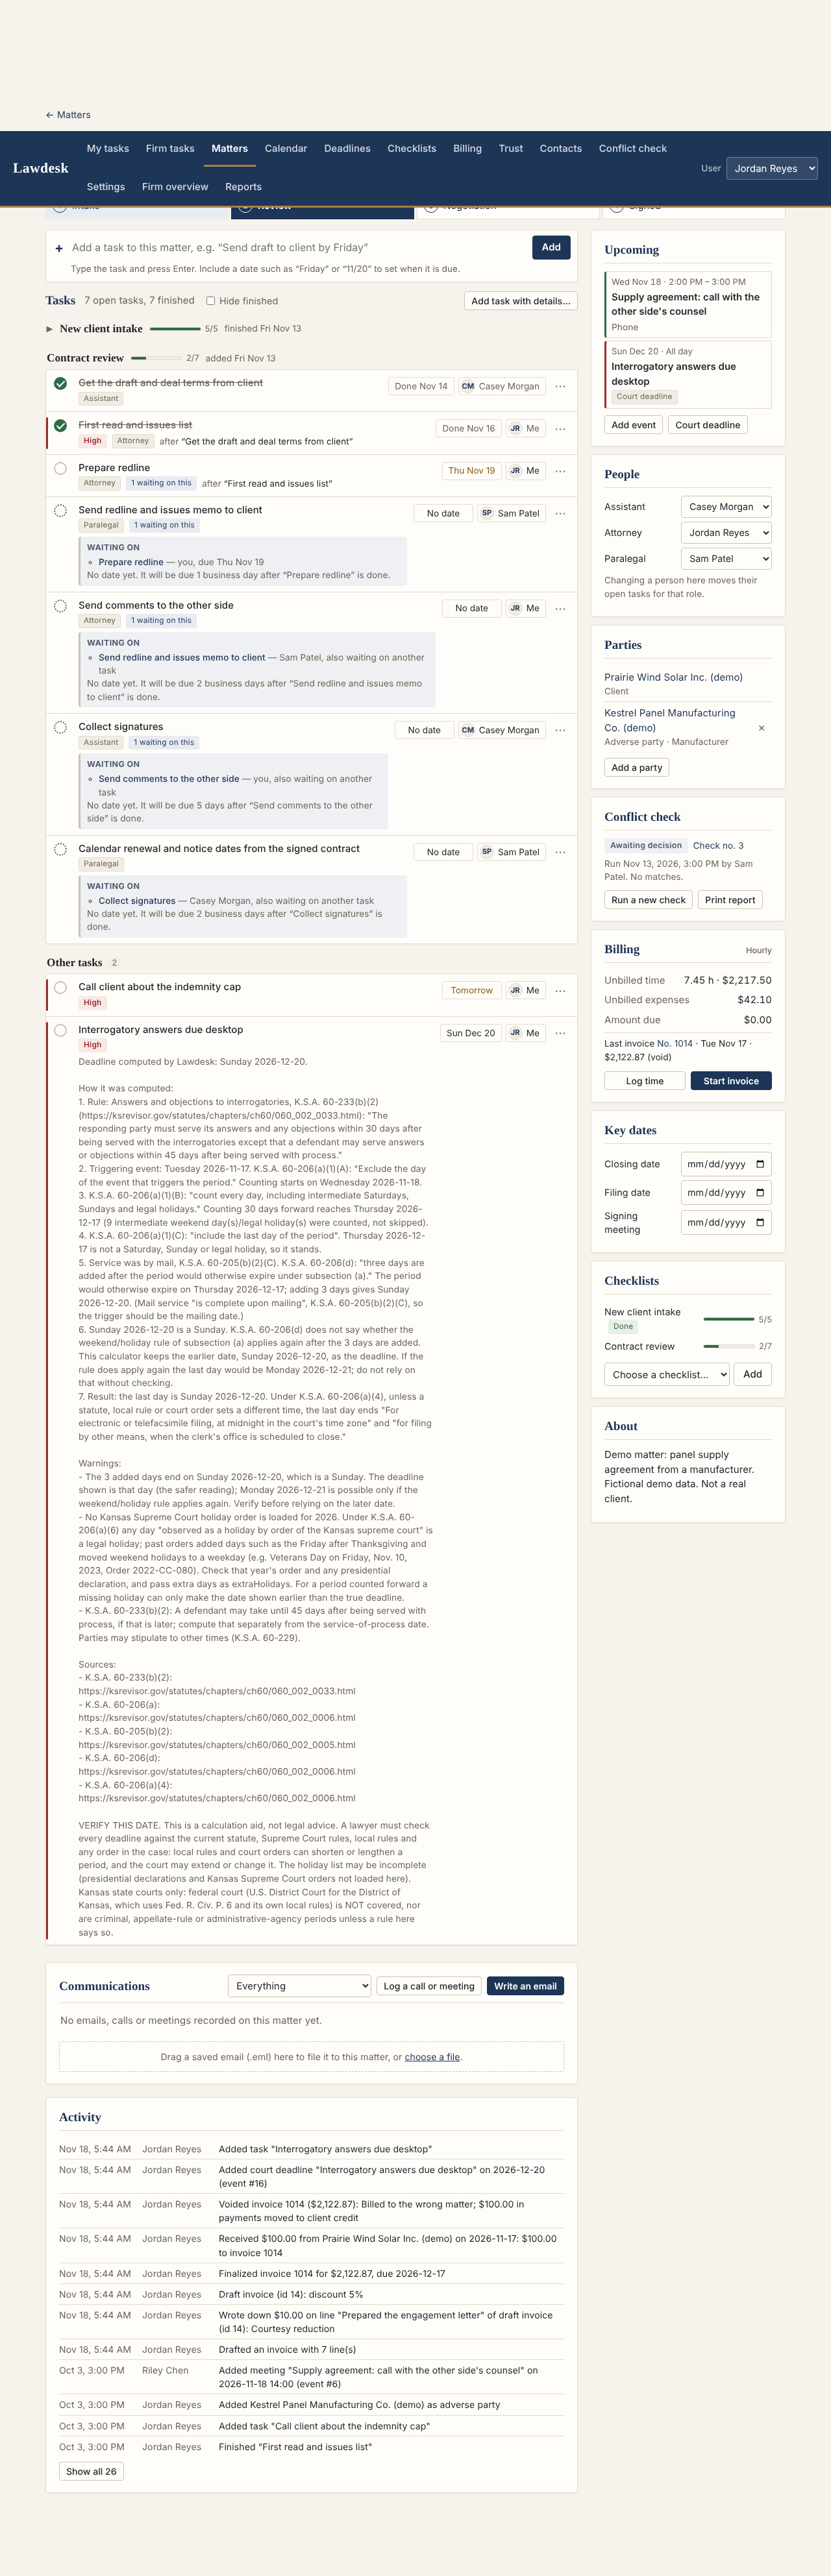 ← Matters
Lawdesk
My tasks Firm tasks Matters Calendar Deadlines Checklists Billing Trust Contacts Conflict check
Settings Firm overview Reports
User Jordan Reyes
+ Add a task to this matter, e.g. “Send draft to client by Friday”
Add
Type the task and press Enter. Include a date such as “Friday” or “11/20” to set when it is due.
Tasks 7 open tasks, 7 finished Hide finished Add task with details...
New client intake 5/5 finished Fri Nov 13
Contract review 2/7 added Fri Nov 13
Get the draft and deal terms from client Done Nov 14 CM Casey Morgan ...
Assistant
First read and issues list Done Nov 16 JR Me ...
High Attorney after “Get the draft and deal terms from client”
Prepare redline Thu Nov 19 JR Me ...
Attorney 1 waiting on this after “First read and issues list”
Send redline and issues memo to client No date SP Sam Patel ...
Paralegal 1 waiting on this
WAITING ON
Prepare redline — you, due Thu Nov 19
No date yet. It will be due 1 business day after “Prepare redline” is done.
Send comments to the other side No date JR Me ...
Attorney 1 waiting on this
WAITING ON
Send redline and issues memo to client — Sam Patel, also waiting on another
task
No date yet. It will be due 2 business days after “Send redline and issues memo
to client” is done.
Collect signatures No date CM Casey Morgan ...
Assistant 1 waiting on this
WAITING ON
Send comments to the other side — you, also waiting on another
task
No date yet. It will be due 5 days after “Send comments to the other
side” is done.
Calendar renewal and notice dates from the signed contract No date SP Sam Patel ...
Paralegal
WAITING ON
Collect signatures — Casey Morgan, also waiting on another task
No date yet. It will be due 2 business days after “Collect signatures” is
done.
Other tasks 2
Call client about the indemnity cap Tomorrow JR Me ...
High
Interrogatory answers due desktop Sun Dec 20 JR Me ...
High
Deadline computed by Lawdesk: Sunday 2026-12-20.
How it was computed:
1. Rule: Answers and objections to interrogatories, K.S.A. 60-233(b)(2)
(https://ksrevisor.gov/statutes/chapters/ch60/060_002_0033.html): "The
responding party must serve its answers and any objections within 30 days after
being served with the interrogatories except that a defendant may serve answers
or objections within 45 days after being served with process."
2. Triggering event: Tuesday 2026-11-17. K.S.A. 60-206(a)(1)(A): "Exclude the day
of the event that triggers the period." Counting starts on Wednesday 2026-11-18.
3. K.S.A. 60-206(a)(1)(B): "count every day, including intermediate Saturdays,
Sundays and legal holidays." Counting 30 days forward reaches Thursday 2026-
12-17 (9 intermediate weekend day(s)/legal holiday(s) were counted, not skipped).
4. K.S.A. 60-206(a)(1)(C): "include the last day of the period". Thursday 2026-12-
17 is not a Saturday, Sunday or legal holiday, so it stands.
5. Service was by mail, K.S.A. 60-205(b)(2)(C). K.S.A. 60-206(d): "three days are
added after the period would otherwise expire under subsection (a)." The period
would otherwise expire on Thursday 2026-12-17; adding 3 days gives Sunday
2026-12-20. (Mail service "is complete upon mailing", K.S.A. 60-205(b)(2)(C), so
the trigger should be the mailing date.)
6. Sunday 2026-12-20 is a Sunday. K.S.A. 60-206(d) does not say whether the
weekend/holiday rule of subsection (a) applies again after the 3 days are added.
This calculator keeps the earlier date, Sunday 2026-12-20, as the deadline. If the
rule does apply again the last day would be Monday 2026-12-21; do not rely on
that without checking.
7. Result: the last day is Sunday 2026-12-20. Under K.S.A. 60-206(a)(4), unless a
statute, local rule or court order sets a different time, the last day ends "For
electronic or telefacsimile filing, at midnight in the court's time zone" and "for filing
by other means, when the clerk's office is scheduled to close."
Warnings:
- The 3 added days end on Sunday 2026-12-20, which is a Sunday. The deadline
shown is that day (the safer reading); Monday 2026-12-21 is possible only if the
weekend/holiday rule applies again. Verify before relying on the later date.
- No Kansas Supreme Court holiday order is loaded for 2026. Under K.S.A. 60-
206(a)(6) any day "observed as a holiday by order of the Kansas supreme court" is
a legal holiday; past orders added days such as the Friday after Thanksgiving and
moved weekend holidays to a weekday (e.g. Veterans Day on Friday, Nov. 10,
2023, Order 2022-CC-080). Check that year's order and any presidential
declaration, and pass extra days as extraHolidays. For a period counted forward a
missing holiday can only make the date shown earlier than the true deadline.
- K.S.A. 60-233(b)(2): A defendant may take until 45 days after being served with
process, if that is later; compute that separately from the service-of-process date.
Parties may stipulate to other times (K.S.A. 60-229).
Sources:
- K.S.A. 60-233(b)(2):
https://ksrevisor.gov/statutes/chapters/ch60/060_002_0033.html
- K.S.A. 60-206(a):
https://ksrevisor.gov/statutes/chapters/ch60/060_002_0006.html
- K.S.A. 60-205(b)(2):
https://ksrevisor.gov/statutes/chapters/ch60/060_002_0005.html
- K.S.A. 60-206(d):
https://ksrevisor.gov/statutes/chapters/ch60/060_002_0006.html
- K.S.A. 60-206(a)(4):
https://ksrevisor.gov/statutes/chapters/ch60/060_002_0006.html
VERIFY THIS DATE. This is a calculation aid, not legal advice. A lawyer must check
every deadline against the current statute, Supreme Court rules, local rules and
any order in the case: local rules and court orders can shorten or lengthen a
period, and the court may extend or change it. The holiday list may be incomplete
(presidential declarations and Kansas Supreme Court orders not loaded here).
Kansas state courts only: federal court (U.S. District Court for the District of
Kansas, which uses Fed. R. Civ. P. 6 and its own local rules) is NOT covered, nor
are criminal, appellate-rule or administrative-agency periods unless a rule here
says so.
Communications Everything Log a call or meeting Write an email
No emails, calls or meetings recorded on this matter yet.
Drag a saved email (.eml) here to file it to this matter, or choose a file.
Activity
Nov 18, 5:44 AM Jordan Reyes Added task "Interrogatory answers due desktop"
Nov 18, 5:44 AM Jordan Reyes Added court deadline "Interrogatory answers due desktop" on 2026-12-20
(event #16)
Nov 18, 5:44 AM Jordan Reyes Voided invoice 1014 ($2,122.87): Billed to the wrong matter; $100.00 in
payments moved to client credit
Nov 18, 5:44 AM Jordan Reyes Received $100.00 from Prairie Wind Solar Inc. (demo) on 2026-11-17: $100.00
to invoice 1014
Nov 18, 5:44 AM Jordan Reyes Finalized invoice 1014 for $2,122.87, due 2026-12-17
Nov 18, 5:44 AM Jordan Reyes Draft invoice (id 14): discount 5%
Nov 18, 5:44 AM Jordan Reyes Wrote down $10.00 on line "Prepared the engagement letter" of draft invoice
(id 14): Courtesy reduction
Nov 18, 5:44 AM Jordan Reyes Drafted an invoice with 7 line(s)
Oct 3, 3:00 PM Riley Chen Added meeting "Supply agreement: call with the other side's counsel" on
2026-11-18 14:00 (event #6)
Oct 3, 3:00 PM Jordan Reyes Added Kestrel Panel Manufacturing Co. (demo) as adverse party
Oct 3, 3:00 PM Jordan Reyes Added task "Call client about the indemnity cap"
Oct 3, 3:00 PM Jordan Reyes Finished "First read and issues list"
Show all 26
Upcoming
Wed Nov 18 · 2:00 PM – 3:00 PM
Supply agreement: call with the
other side's counsel
Phone
Sun Dec 20 · All day
Interrogatory answers due
desktop
Court deadline
Add event Court deadline
People
Assistant Casey Morgan
Attorney Jordan Reyes
Paralegal Sam Patel
Changing a person here moves their
open tasks for that role.
Parties
Prairie Wind Solar Inc. (demo)
Client
Kestrel Panel Manufacturing
Co. (demo)
×
Adverse party · Manufacturer
Add a party
Conflict check
Awaiting decision Check no. 3
Run Nov 13, 2026, 3:00 PM by Sam
Patel. No matches.
Run a new check Print report
Billing Hourly
Unbilled time 7.45 h · $2,217.50
Unbilled expenses $42.10
Amount due $0.00
Last invoice No. 1014 · Tue Nov 17 ·
$2,122.87 (void)
Log time Start invoice
Key dates
Closing date mm/dd/yyyy
Filing date mm/dd/yyyy
Signing
meeting
mm/dd/yyyy
Checklists
New client intake 5/5
Done
Contract review 2/7
Choose a checklist... Add
About
Demo matter: panel supply
agreement from a manufacturer.
Fictional demo data. Not a real
client.